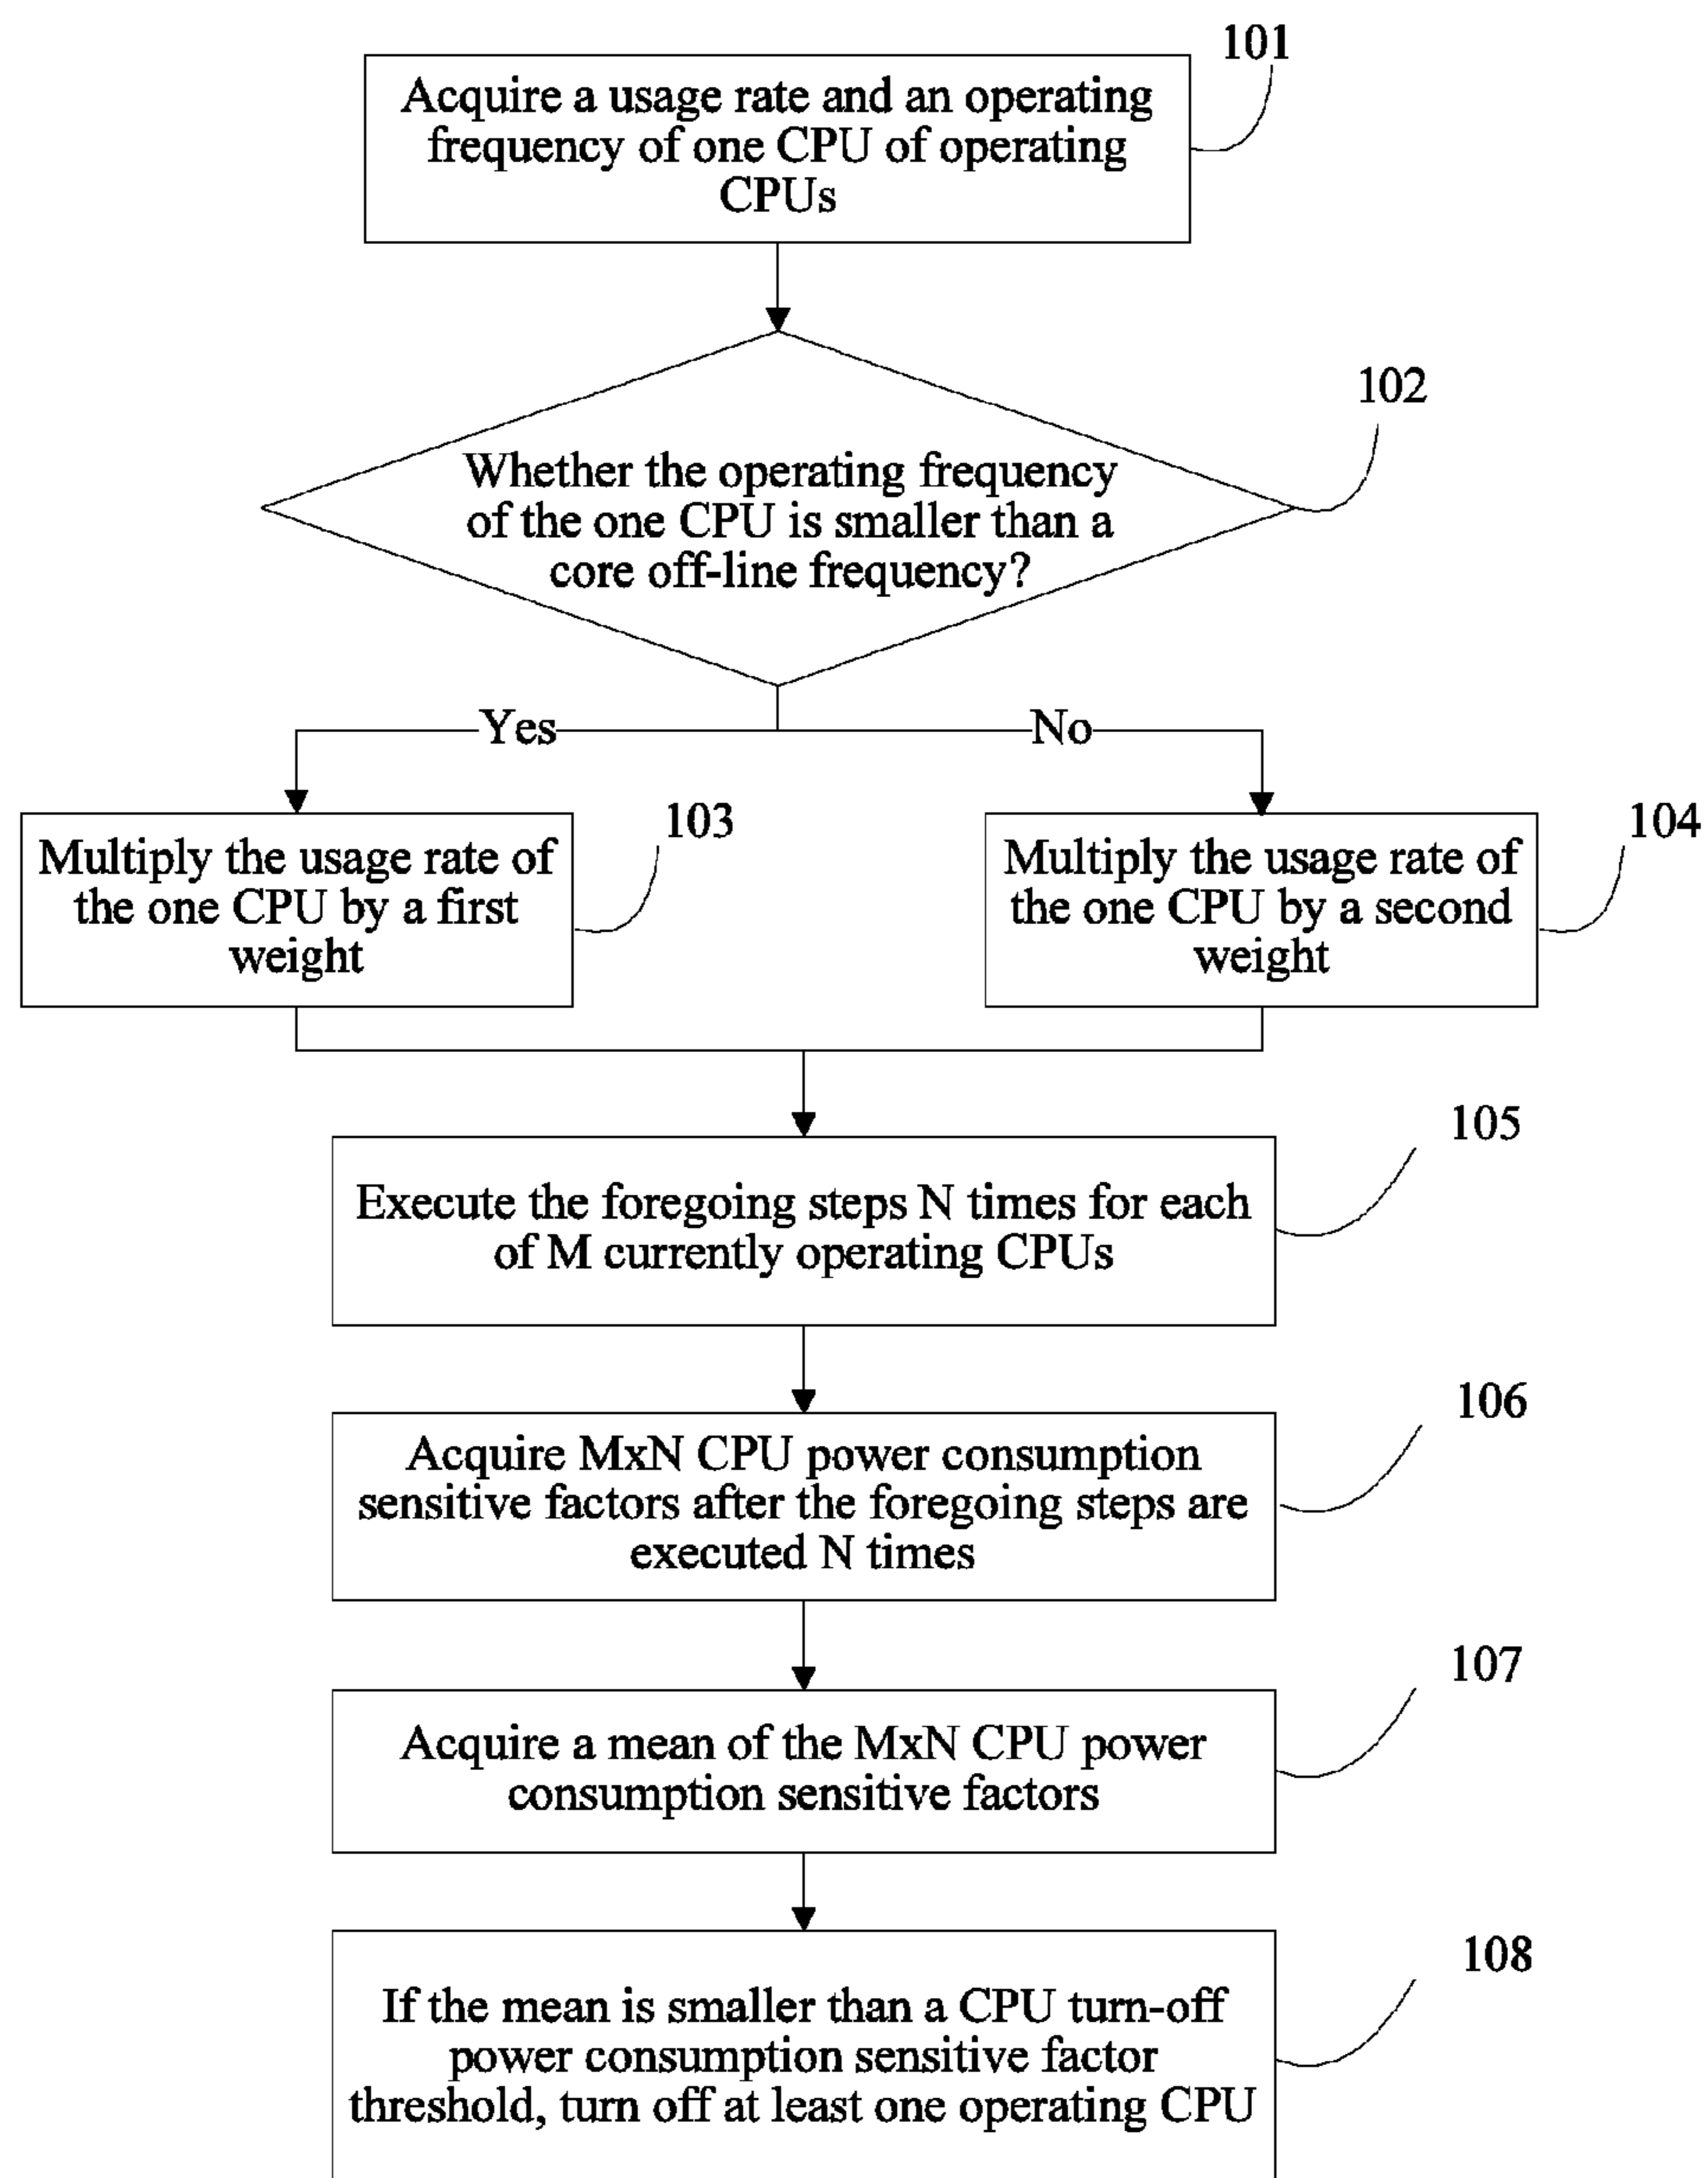 101
Acquire a usage rate and an operating
frequency of one CPU of operating
CPUs
102
Whether the operating frequency
of the one CPU is smaller than a
core off-line frequency?
Yes
No
103
Multiply the usage rate of
the one CPU by a first
weight
104
Multiply the usage rate of
the one CPU by a second
weight
105
Execute the foregoing steps N times for each
of M currently operating CPUs
106
Acquire MxN CPU power consumption
sensitive factors after the foregoing steps are
executed N times
107
Acquire a mean of the MxN CPU power
consumption sensitive factors
108
If the mean is smaller than a CPU turn-off
power consumption sensitive factor
threshold, turn off at least one operating CPU